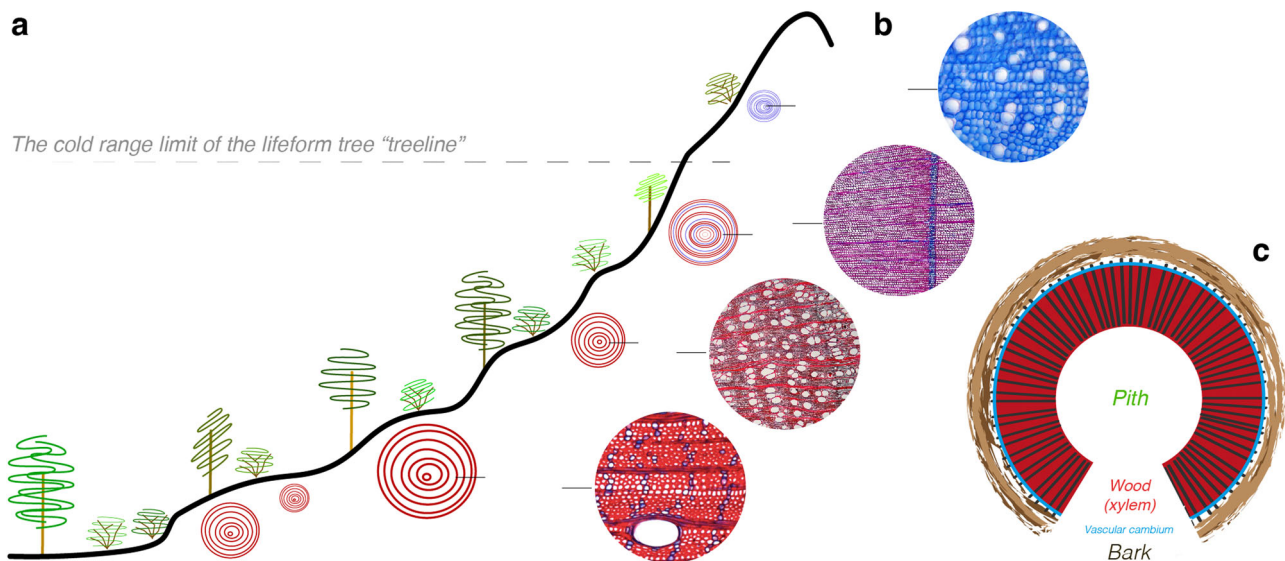 a
b
The cold range limit of the lifeform tree “treeline”
c
Pith
Wood
(xylem)
Vascular cambium
Bark